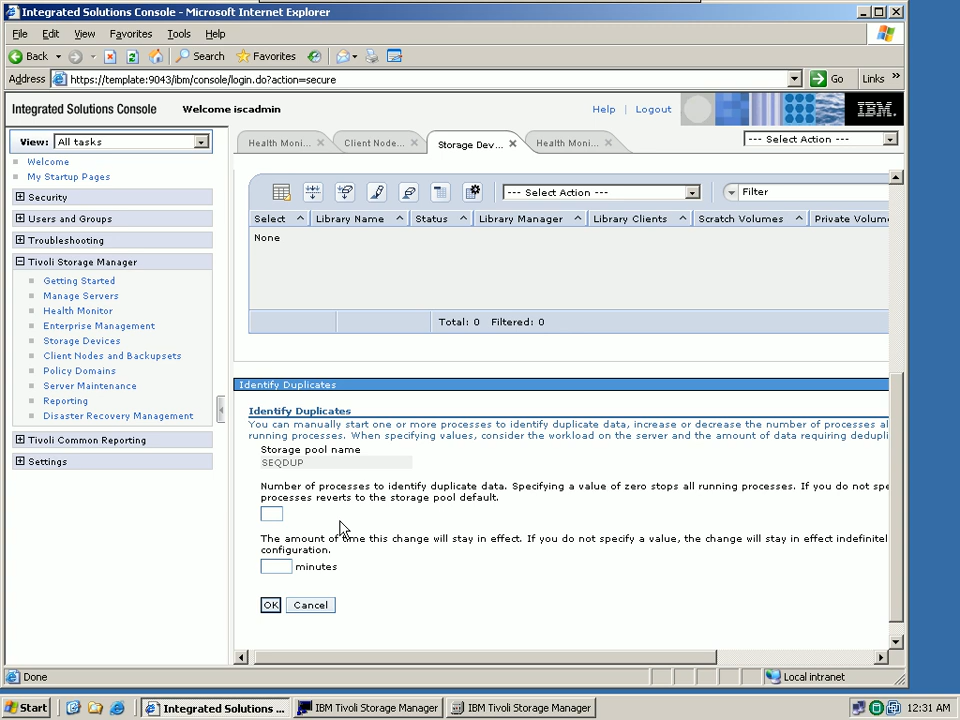 Integrated Solutions Console - Microsoft Internet Explorer
File Edit View Favorites Tools Help
Back Search Favorites
Address https://template:9043/ibm/console/login.do?action=secure Go Links »
Integrated Solutions Console Welcome iscadmin Help | Logout IBM.
View: All tasks
Health Moni... Client Node... Storage Dev... Health Moni... --- Select Action ---
Welcome
My Startup Pages
Security
Users and Groups
Troubleshooting
Tivoli Storage Manager
Getting Started
Manage Servers
Health Monitor
Enterprise Management
Storage Devices
Client Nodes and Backupsets
Policy Domains
Server Maintenance
Reporting
Disaster Recovery Management
Tivoli Common Reporting
Settings
--- Select Action --- Filter
Select Library Name Status Library Manager Library Clients Scratch Volumes Private Volum
None
Total: 0 Filtered: 0
Identify Duplicates
Identify Duplicates
You can manually start one or more processes to identify duplicate data, increase or decrease the number of processes al
running processes. When specifying values, consider the workload on the server and the amount of data requiring dedupli
Storage pool name
SEQDUP
Number of processes to identify duplicate data. Specifying a value of zero stops all running processes. If you do not spe
processes reverts to the storage pool default.
The amount of time this change will stay in effect. If you do not specify a value, the change will stay in effect indefinitel
configuration.
minutes
OK Cancel
Done Local intranet
Start Integrated Solutions ... IBM Tivoli Storage Manager IBM Tivoli Storage Manager 12:31 AM